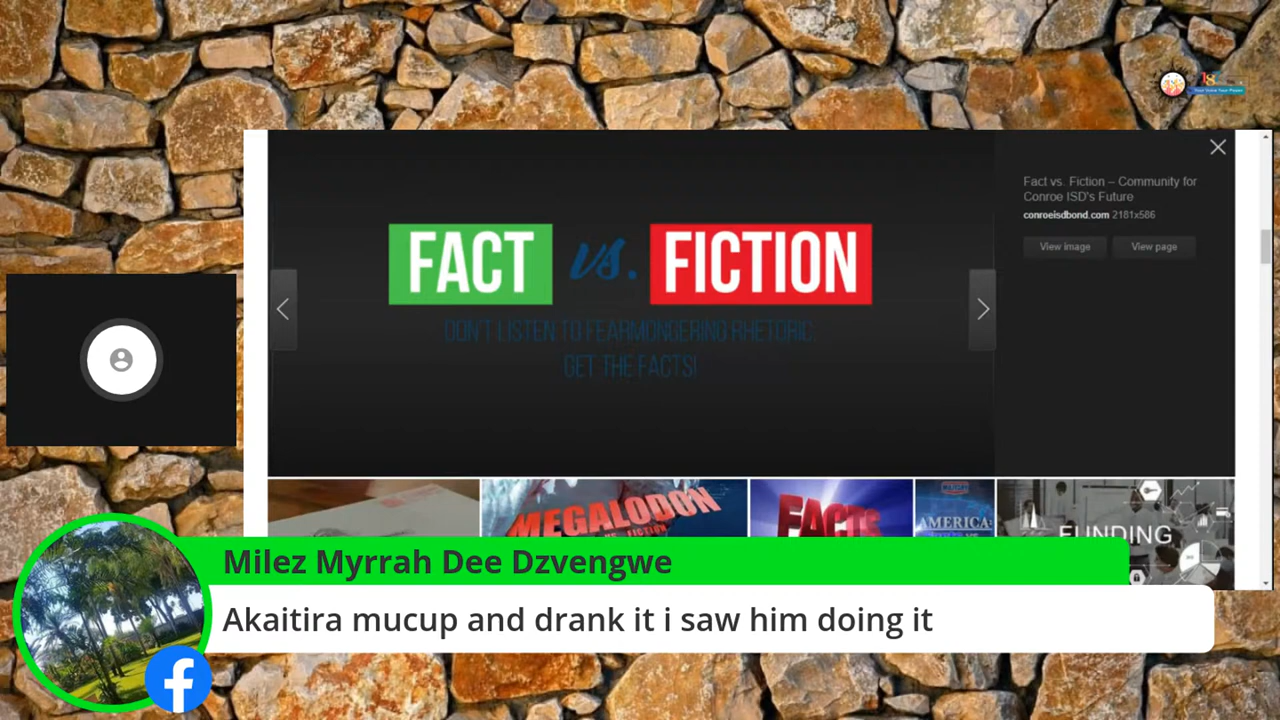 Fact vs. Fiction – Community for
Conroe ISD's Future
conroeisdbond.com 2181x586
View image View page
FACT vs. FICTION
DON'T LISTEN TO FEARMONGERING RHETORIC,
GET THE FACTS!
MEGALODON
FICTION
FACTS
AMERICA:
FUNDING
Milez Myrrah Dee Dzvengwe
Akaitira mucup and drank it i saw him doing it